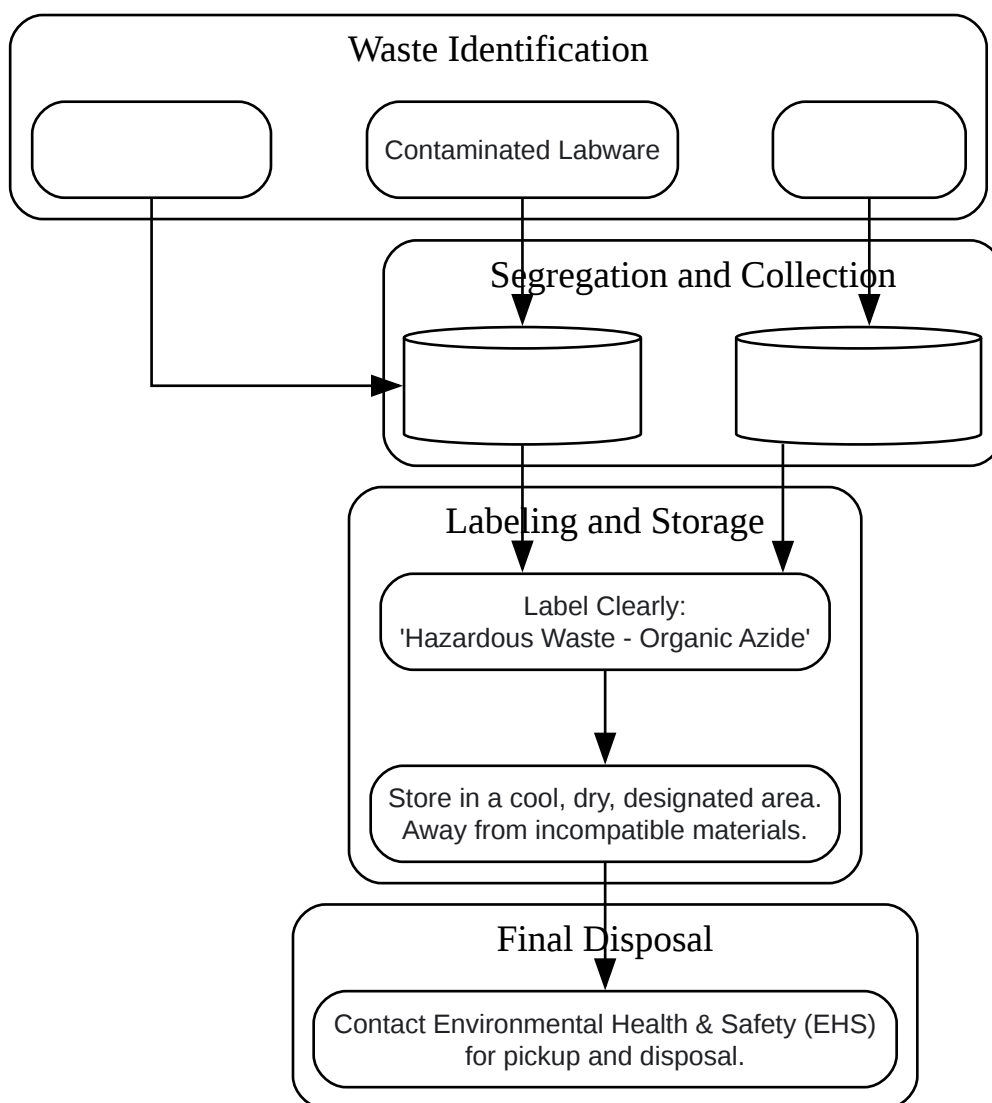 Waste Identification
Contaminated Labware
Segregation and Collection
Labeling and Storage
Label Clearly:
'Hazardous Waste - Organic Azide'
Store in a cool, dry, designated area.
Away from incompatible materials.
Final Disposal
Contact Environmental Health & Safety (EHS)
for pickup and disposal.